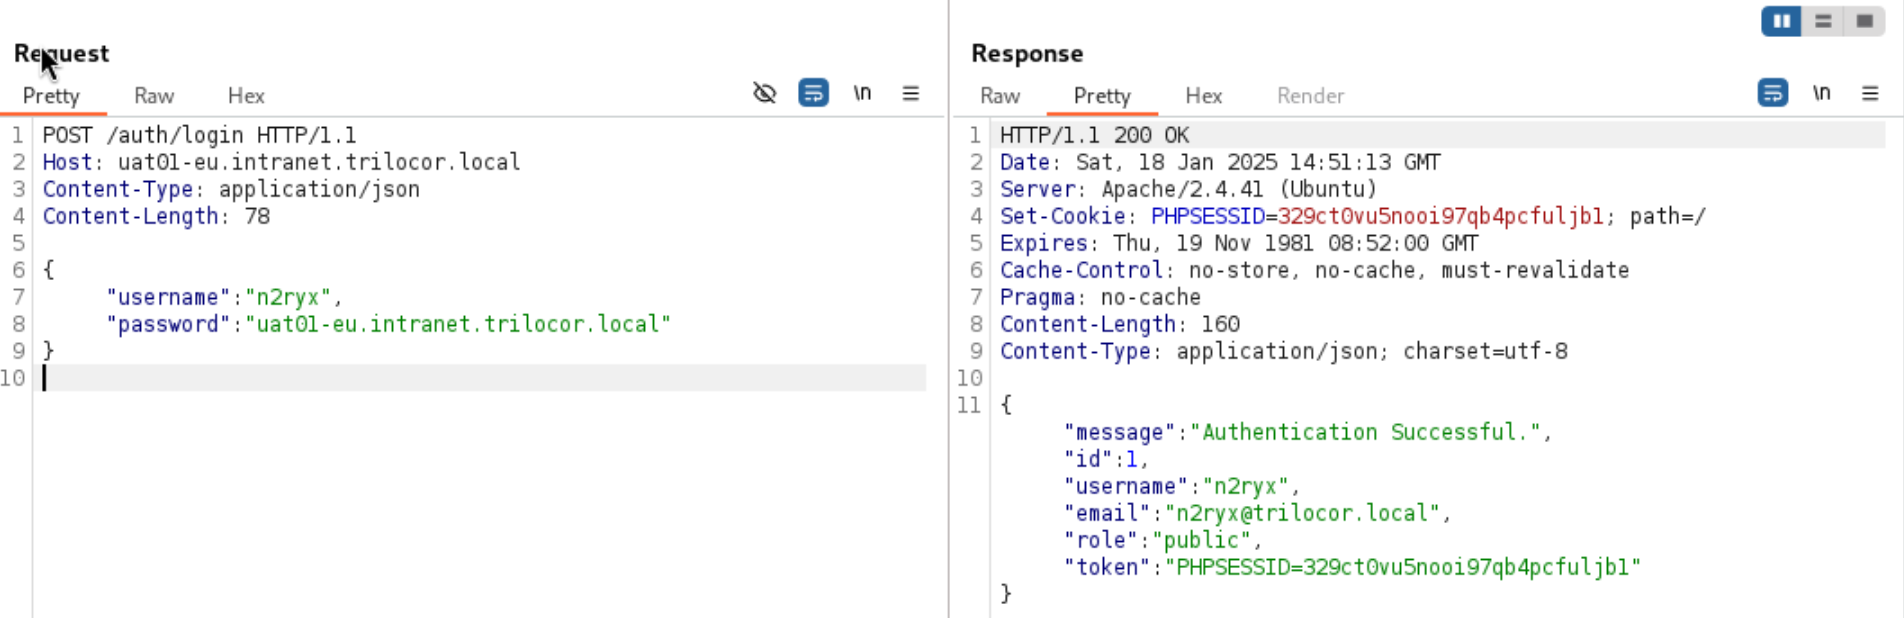 Request
Pretty Raw Hex \n
1 POST /auth/login HTTP/1.1
2 Host: uat01-eu.intranet.trilocor.local
3 Content-Type: application/json
4 Content-Length: 78
5
6 {
7 "username":"n2ryx",
8 "password":"uat01-eu.intranet.trilocor.local"
9 }
10
Response
Raw Pretty Hex Render \n
1 HTTP/1.1 200 OK
2 Date: Sat, 18 Jan 2025 14:51:13 GMT
3 Server: Apache/2.4.41 (Ubuntu)
4 Set-Cookie: PHPSESSID=329ct0vu5nooi97qb4pcfuljb1; path=/
5 Expires: Thu, 19 Nov 1981 08:52:00 GMT
6 Cache-Control: no-store, no-cache, must-revalidate
7 Pragma: no-cache
8 Content-Length: 160
9 Content-Type: application/json; charset=utf-8
10
11 {
"message":"Authentication Successful.",
"id":1,
"username":"n2ryx",
"email":"n2ryx@trilocor.local",
"role":"public",
"token":"PHPSESSID=329ct0vu5nooi97qb4pcfuljb1"
}